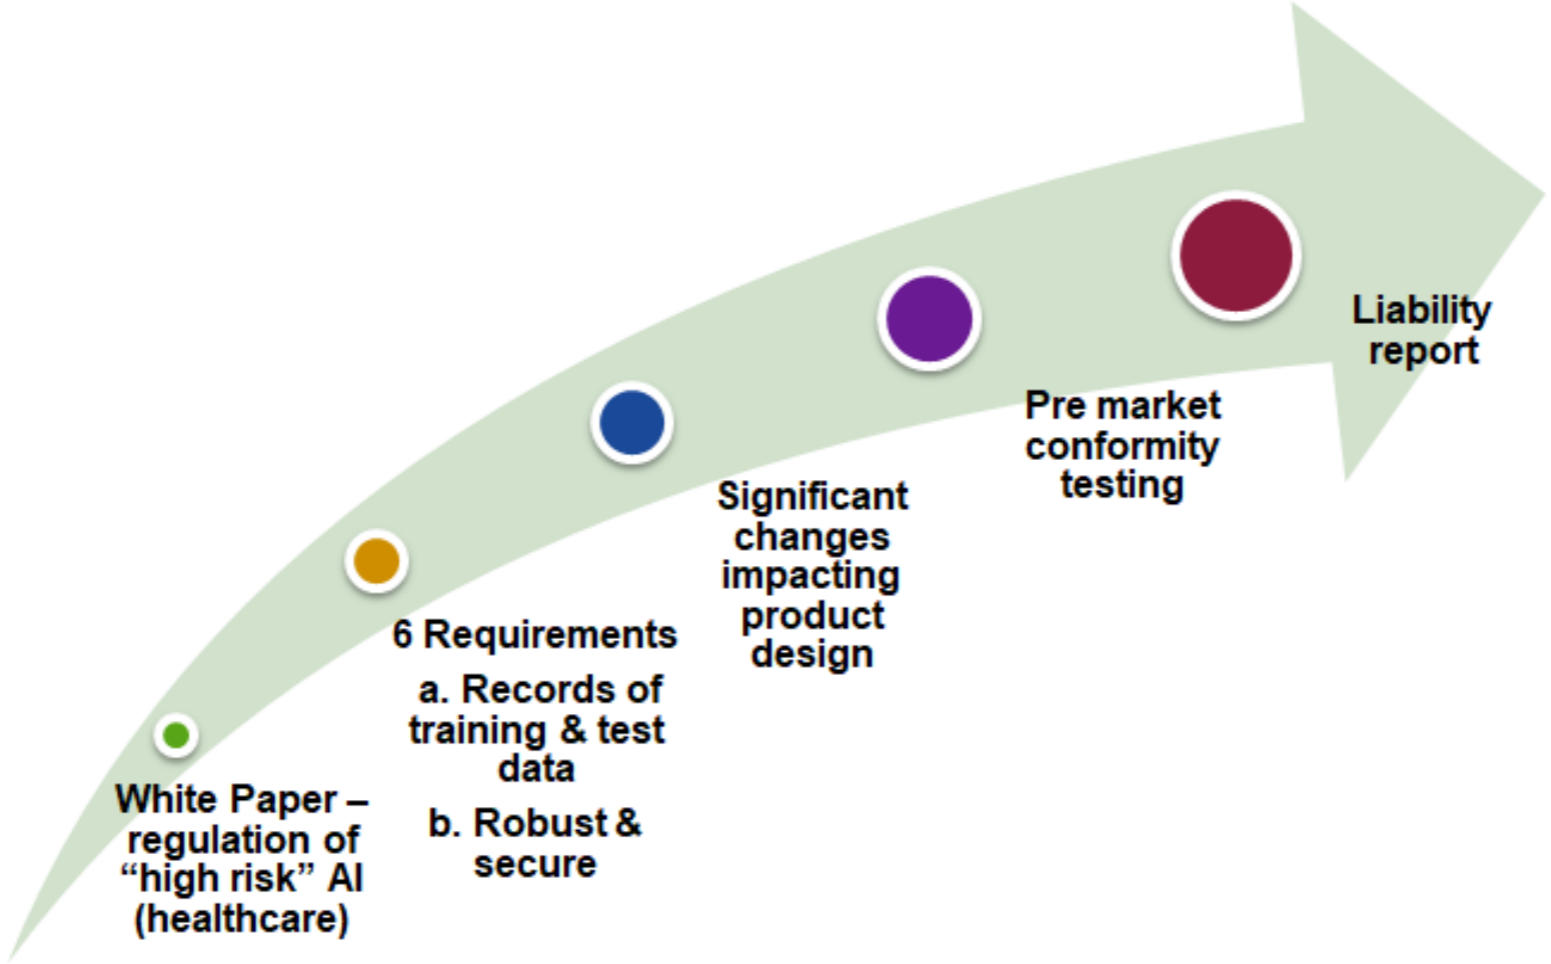 White Paper –
regulation of
“high ris” AI
(healthcare)
6 Requirements
a. Records of
training & test
data
b. Robust &
secure
Significant
changes
impacting
product
design
Pre market
conformity
testing
Liability
report